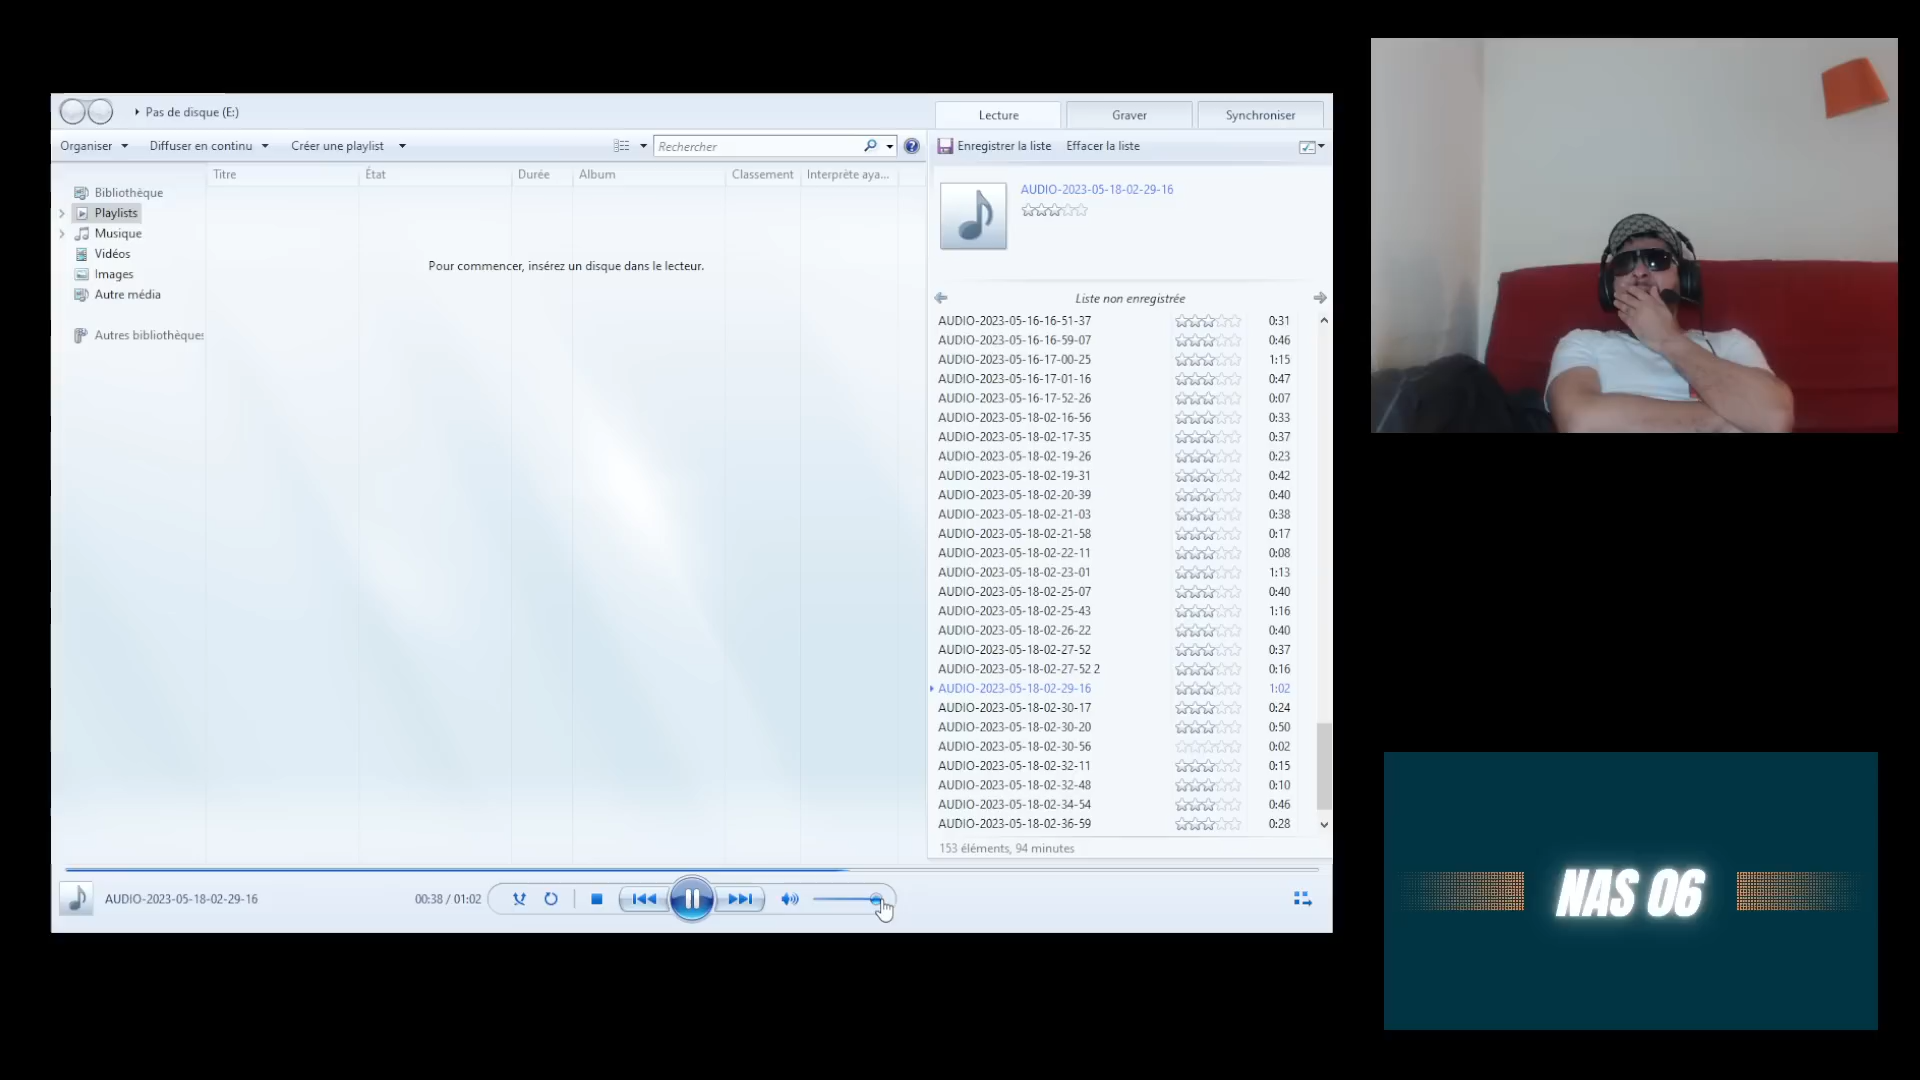 Pas de disque (E:)
Lecture
Graver
Synchroniser
Organiser
Diffuser en continu
Créer une playlist
Rechercher
Enregistrer la liste
Effacer la liste
Titre
État
Durée
Album
Classement
Interprète aya...
Bibliothèque
Playlists
Musique
Vidéos
Images
Autre média
Autres bibliothèques
Pour commencer, insérez un disque dans le lecteur.
AUDIO-2023-05-18-02-29-16
Liste non enregistrée
AUDIO-2023-05-16-16-51-37 0:31
AUDIO-2023-05-16-16-59-07 0:46
AUDIO-2023-05-16-17-00-25 1:15
AUDIO-2023-05-16-17-01-16 0:47
AUDIO-2023-05-16-17-52-26 0:07
AUDIO-2023-05-18-02-16-56 0:33
AUDIO-2023-05-18-02-17-35 0:37
AUDIO-2023-05-18-02-19-26 0:23
AUDIO-2023-05-18-02-19-31 0:42
AUDIO-2023-05-18-02-20-39 0:40
AUDIO-2023-05-18-02-21-03 0:38
AUDIO-2023-05-18-02-21-58 0:17
AUDIO-2023-05-18-02-22-11 0:08
AUDIO-2023-05-18-02-23-01 1:13
AUDIO-2023-05-18-02-25-07 0:40
AUDIO-2023-05-18-02-25-43 1:16
AUDIO-2023-05-18-02-26-22 0:40
AUDIO-2023-05-18-02-27-52 0:37
AUDIO-2023-05-18-02-27-52 2 0:16
AUDIO-2023-05-18-02-29-16 1:02
AUDIO-2023-05-18-02-30-17 0:24
AUDIO-2023-05-18-02-30-20 0:50
AUDIO-2023-05-18-02-30-56 0:02
AUDIO-2023-05-18-02-32-11 0:15
AUDIO-2023-05-18-02-32-48 0:10
AUDIO-2023-05-18-02-34-54 0:46
AUDIO-2023-05-18-02-36-59 0:28
153 éléments, 94 minutes
AUDIO-2023-05-18-02-29-16
00:38 / 01:02
NAS 06